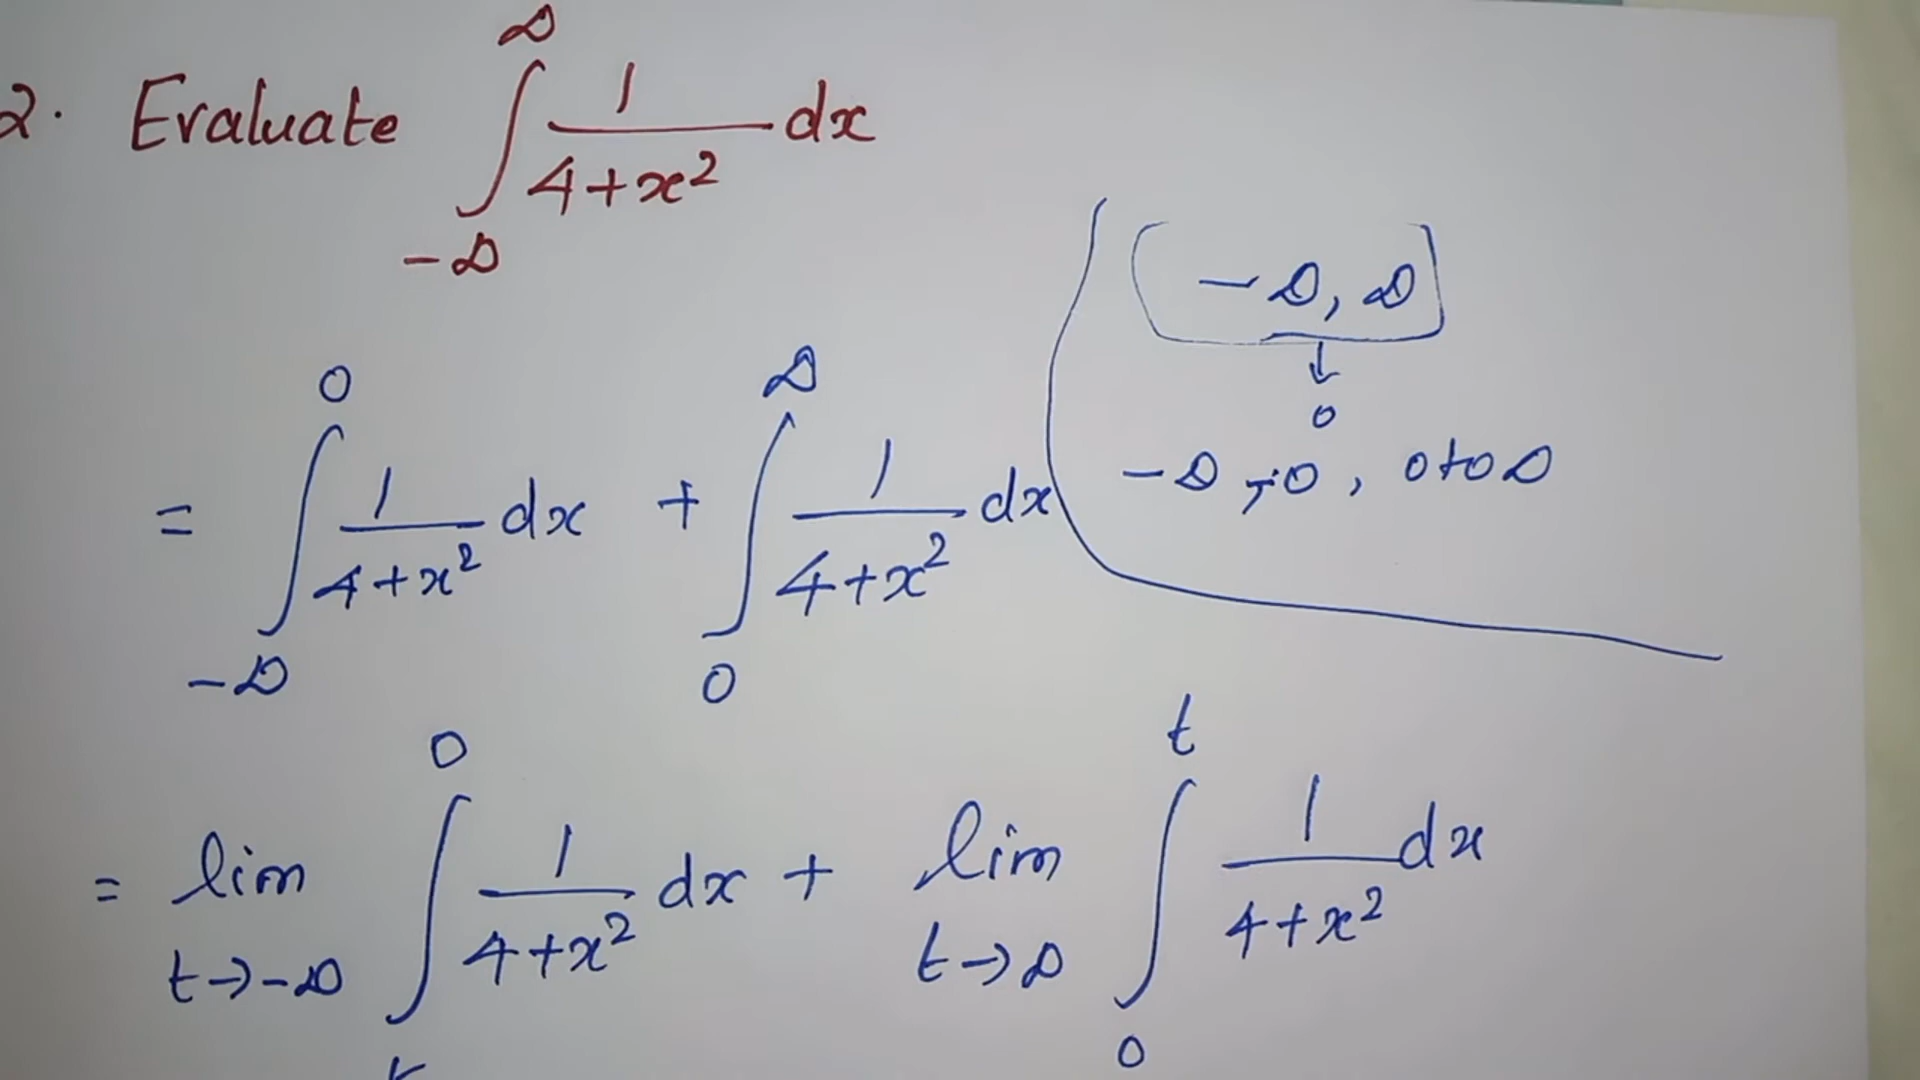 2. Evaluate ∫_{-∞}^{∞} 1/(4+x²) dx
(-∞, ∞)
↓
0
-∞ to 0, 0 to ∞
= ∫_{-∞}^{0} 1/(4+x²) dx + ∫_{0}^{∞} 1/(4+x²) dx
= lim_{t→-∞} ∫_{t}^{0} 1/(4+x²) dx + lim_{t→∞} ∫_{0}^{t} 1/(4+x²) dx